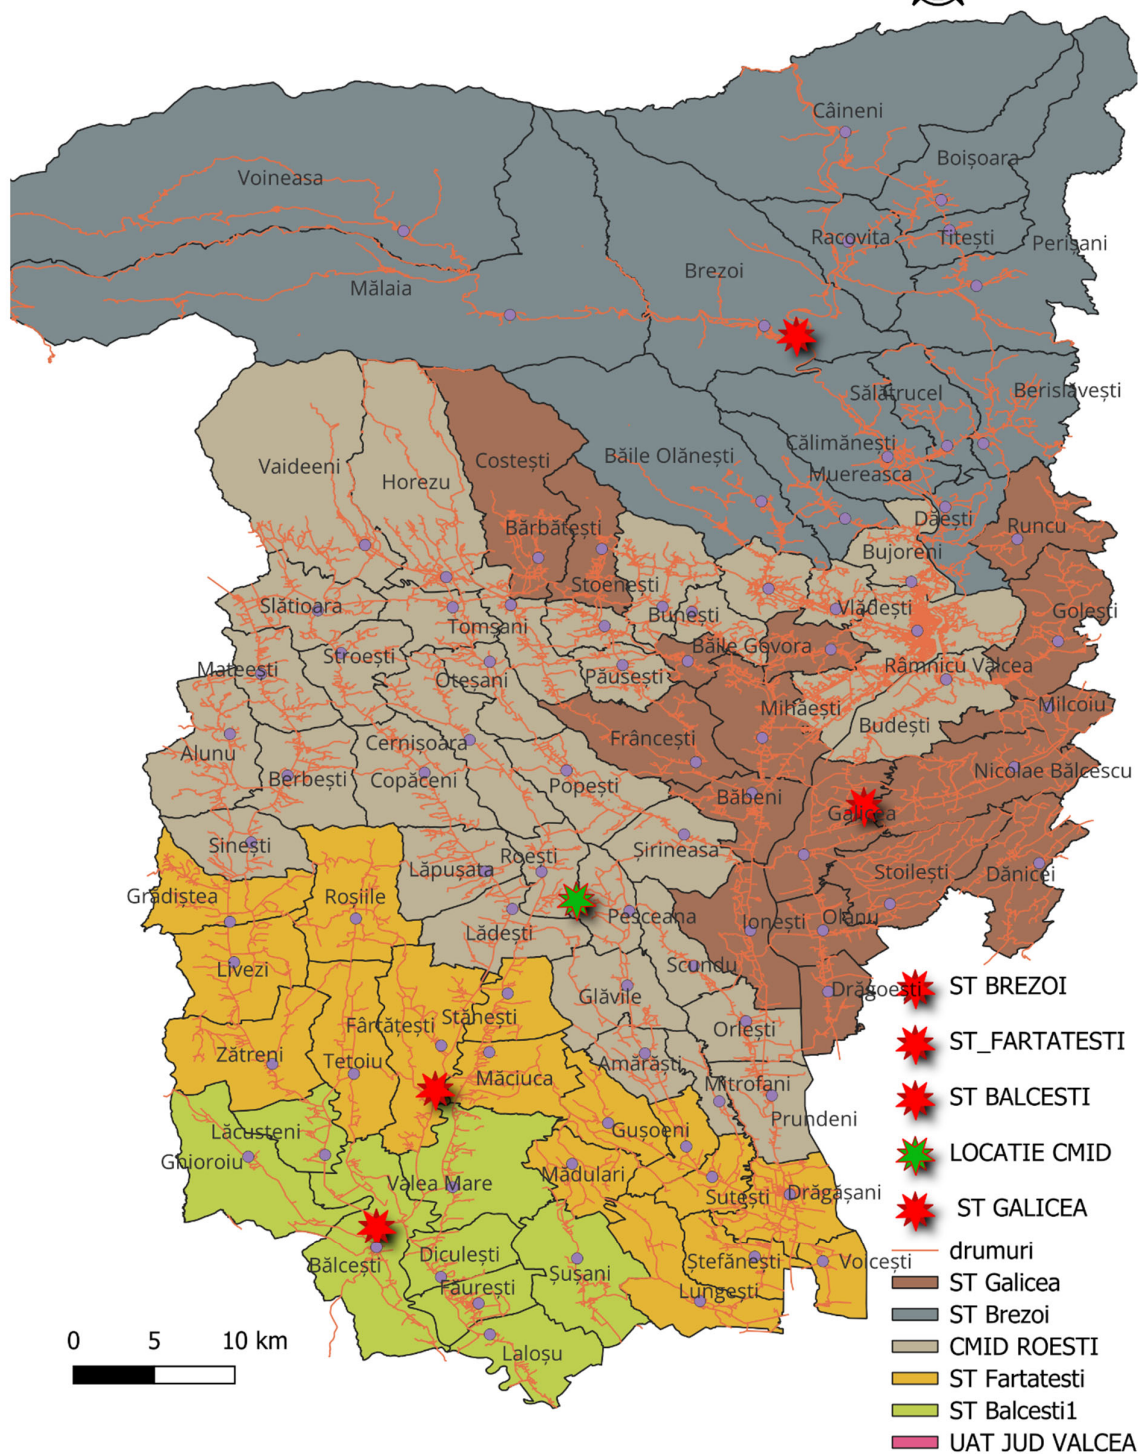 Câineni
Boișoara
Voineasa
Racovița
Titești
Perișani
Brezoi
Mălaia
Sălătrucel
Berislăvești
Călimănești
Costești
Băile Olănești
Vaideeni
Muereasca
Horezu
Dăești
Runcu
Bărbătești
Bujoreni
Stoenești
Slătioara
Bunești
Vlădești
Golești
Tomșani
Stroești
Băile Govora
Mateești
Oteșani
Păusești
Râmnicu Vâlcea
Mihăești
Milcoiu
Budești
Frâncești
Cernișoara
Alunu
Nicolae Bălcescu
Berbești
Copăceni
Popești
Băbeni
Galicea
Sinești
Șirineasa
Roești
Lăpușata
Stoilești
Dănicei
Grădiștea
Roșiile
Pesceana
Ionești
Olanu
Lădești
Scundu
Livezi
Glăvile
Drăgoești
Stănești
Fârtătești
Orlești
Zătreni
Tetoiu
Amărăști
Măciuca
Mitrofani
Prundeni
Lăcusteni
Gușoeni
Ghioroiu
Mădulari
Valea Mare
Sutești
Drăgășani
Diculești
Bălcești
Ștefănești
Voicești
Șușani
Făurești
Lungești
Laloșu
ST BREZOI
ST_FARTATESTI
ST BALCESTI
LOCATIE CMID
ST GALICEA
drumuri
ST Galicea
ST Brezoi
CMID ROESTI
ST Fartatesti
ST Balcesti1
UAT JUD VALCEA
0 5 10 km